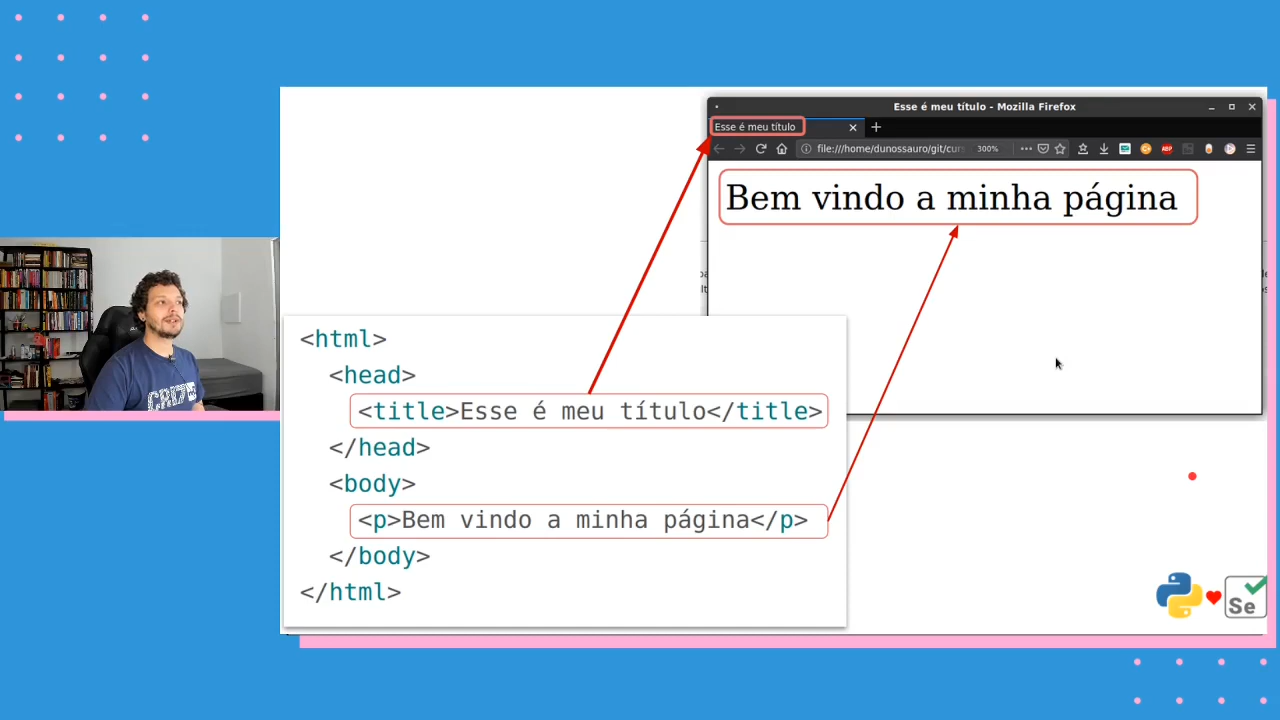 Esse é meu título - Mozilla Firefox
Esse é meu título
file:///home/dunossauro/git/cur
300%
ABP
Bem vindo a minha página
<html>
<head>
<title>Esse é meu título</title>
</head>
<body>
<p>Bem vindo a minha página</p>
</body>
</html>
Se